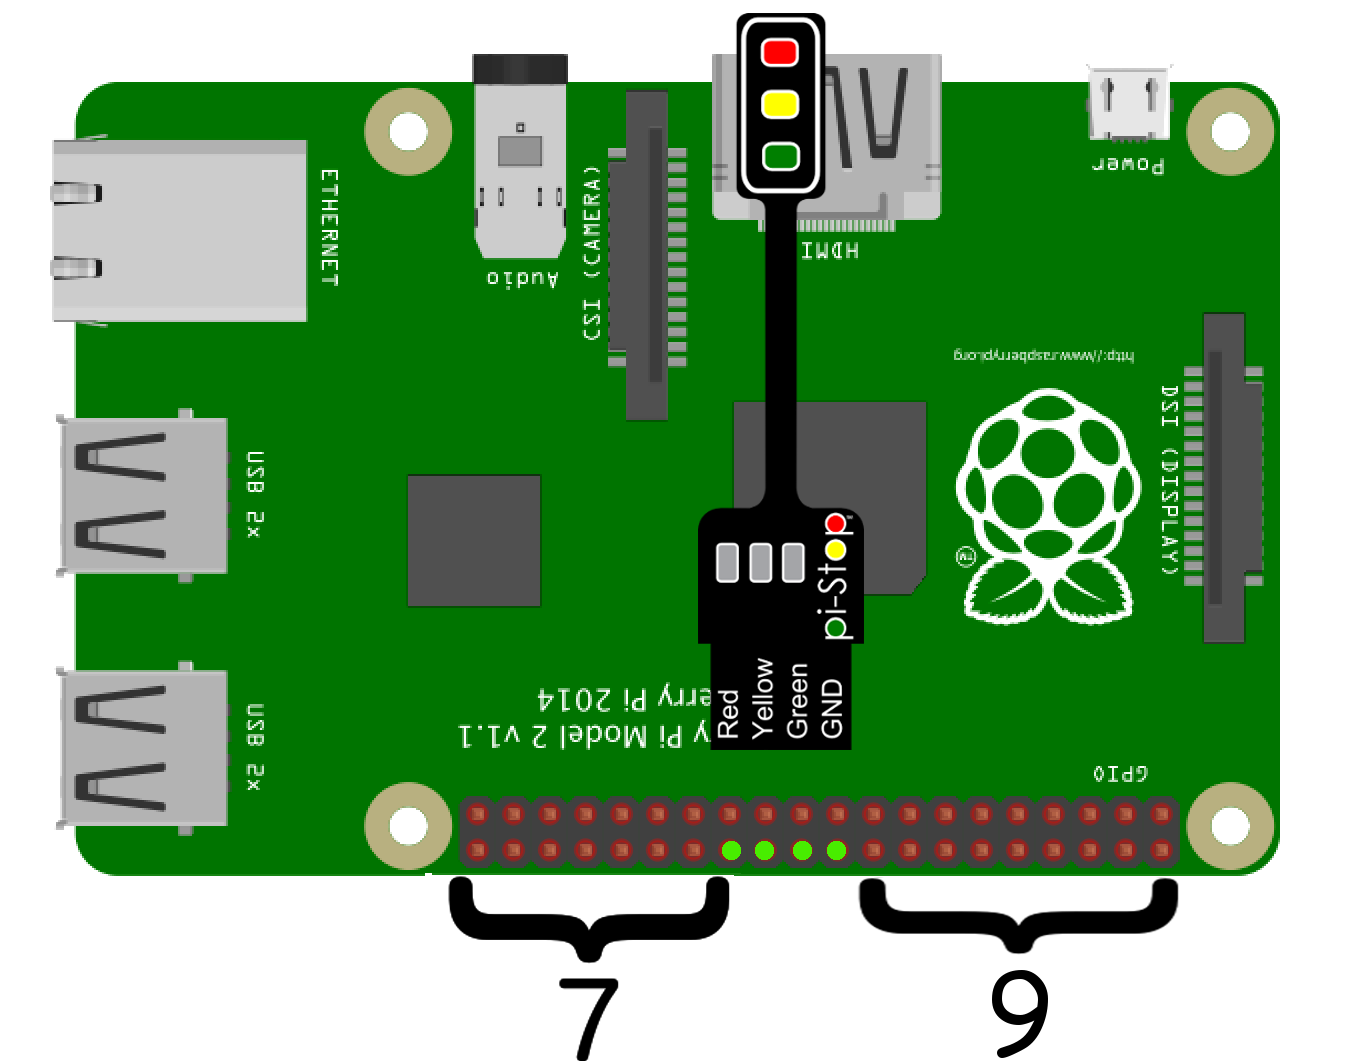 Power
ETHERNET
Audio
CSI (CAMERA)
HDMI
http://www.raspberrypi.org
DSI (DISPLAY)
TM
USB 2x
pi-Stop
Red
Yellow
Green
GND
erry Pi 2014
y Pi Model 2 v1.1
USB 2x
GPIO
7
9